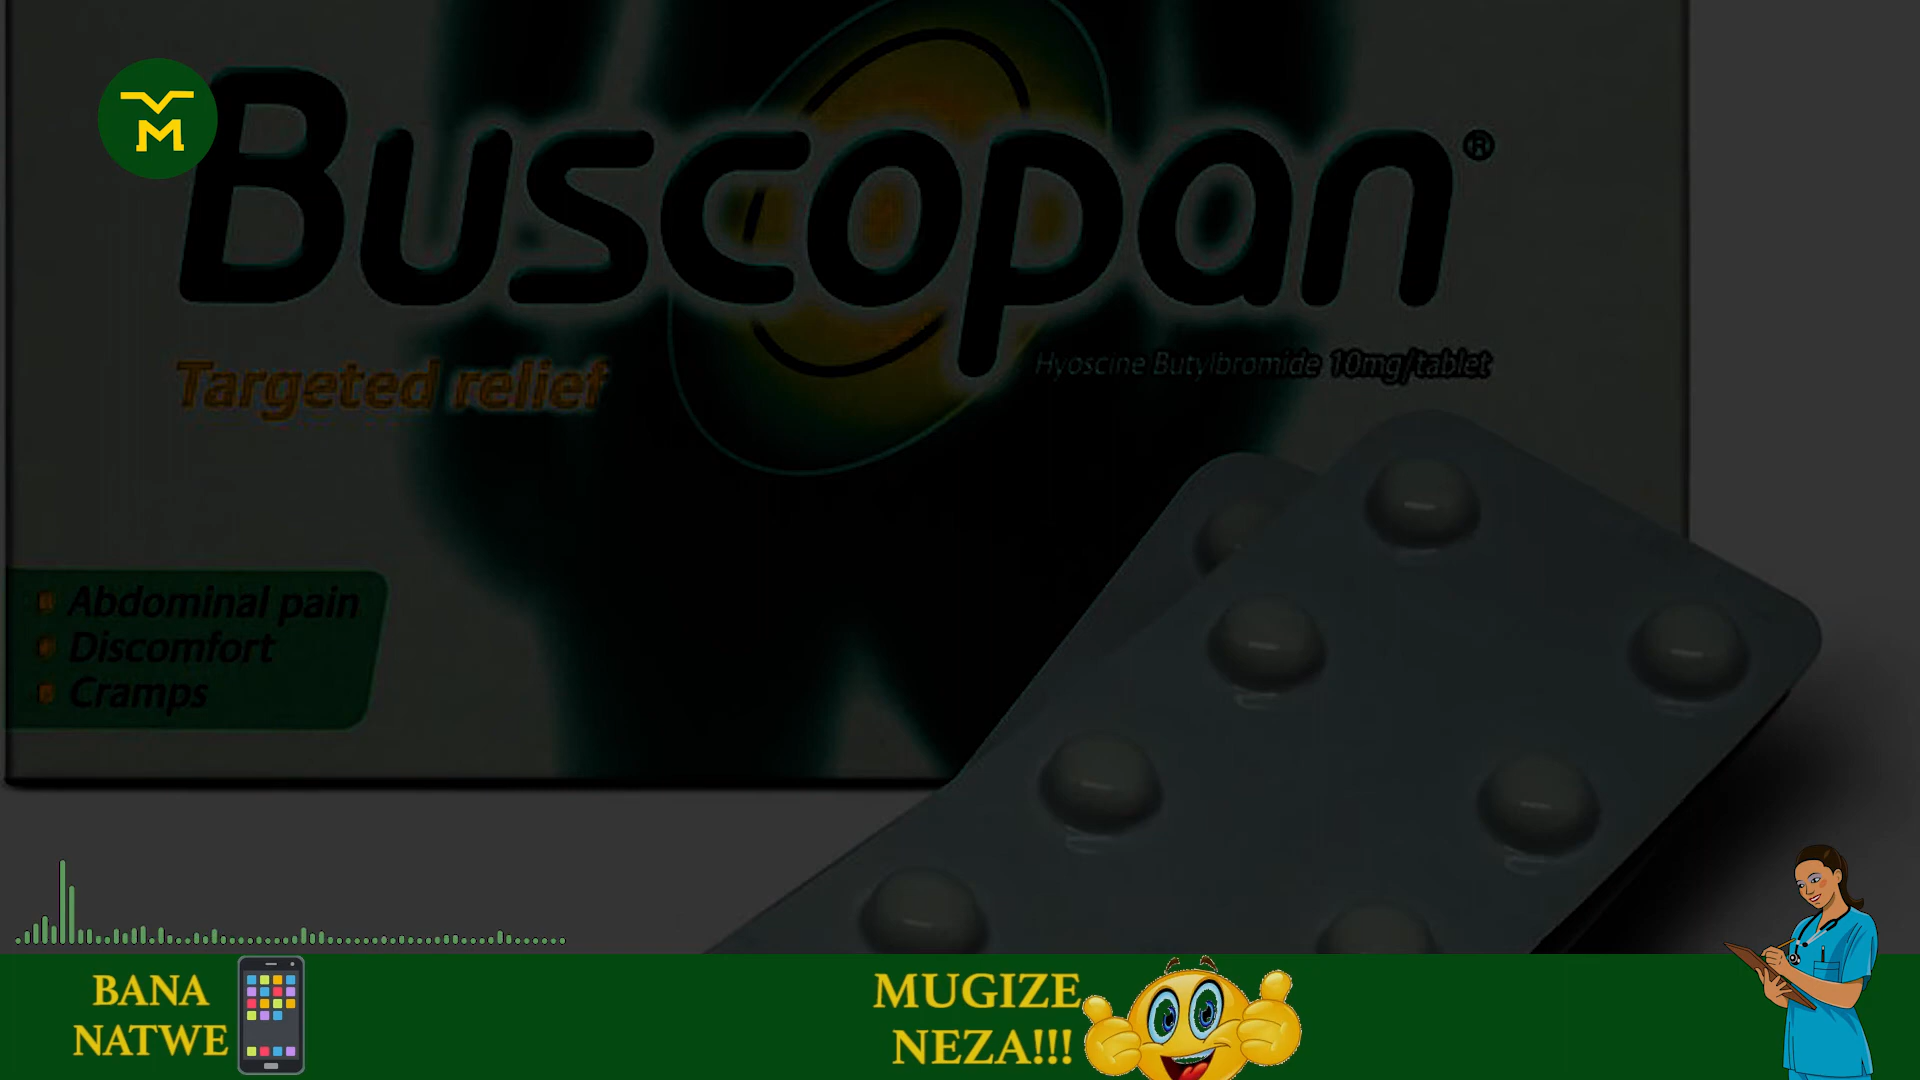 Buscopan®
Targeted relief
Hyoscine Butylbromide 10mg/tablet
Abdominal pain
Discomfort
Cramps
BANA
NATWE
MUGIZE
NEZA!!!